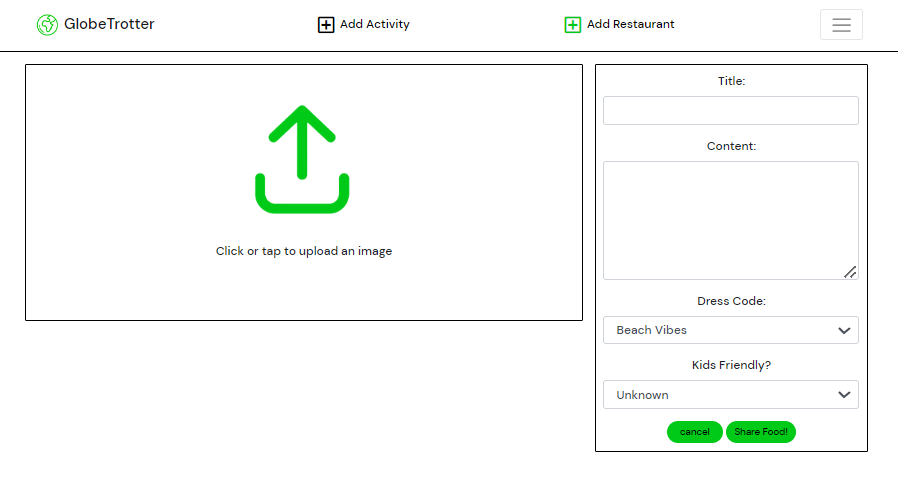 GlobeTrotter
Add Activity
Add Restaurant
Click or tap to upload an image
Title:
Content:
Dress Code:
Beach Vibes
Kids Friendly?
Unknown
cancel
Share Food!